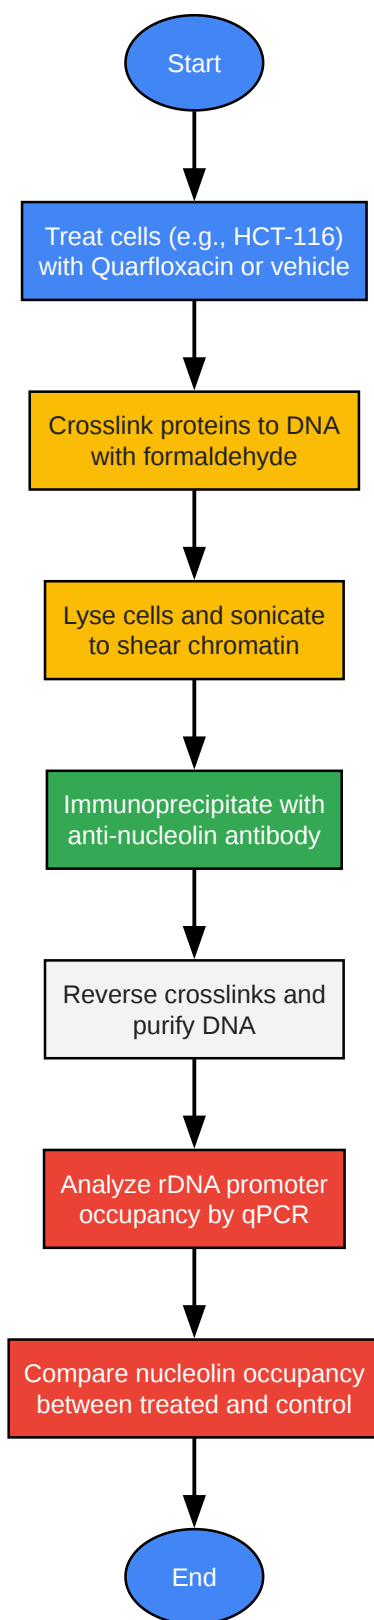 Start
Treat cells (e.g., HCT-116)
with Quarfloxacin or vehicle
Crosslink proteins to DNA
with formaldehyde
Lyse cells and sonicate
to shear chromatin
Immunoprecipitate with
anti-nucleolin antibody
Reverse crosslinks and
purify DNA
Analyze rDNA promoter
occupancy by qPCR
Compare nucleolin occupancy
between treated and control
End